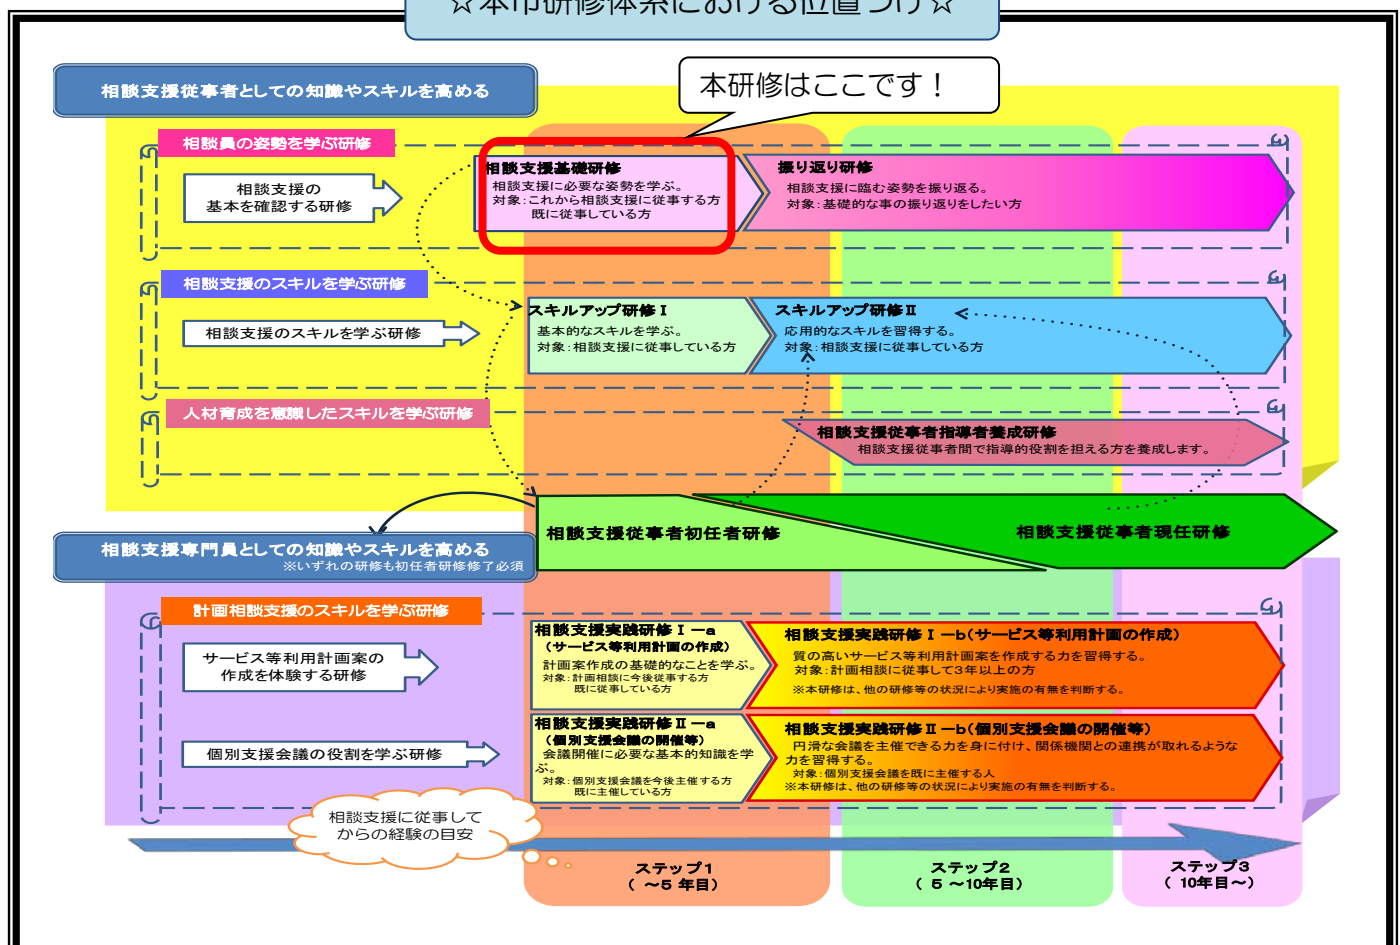 ☆本市研修体系における位置づけ☆
相談支援従事者としての知識やスキルを高める
本研修はここです！
相談員の姿勢を学ぶ研修
相談支援の
基本を確認する研修
相談支援基礎研修
相談支援に必要な姿勢を学ぶ。
対象：これから相談支援に従事する方
既に従事している方
振り返り研修
相談支援に臨む姿勢を振り返る。
対象：基礎的な事の振り返りをしたい方
相談支援のスキルを学ぶ研修
相談支援のスキルを学ぶ研修
スキルアップ研修Ⅰ
基本的なスキルを学ぶ。
対象：相談支援に従事している方
スキルアップ研修Ⅱ
応用的なスキルを習得する。
対象：相談支援に従事している方
人材育成を意識したスキルを学ぶ研修
相談支援従事者指導者養成研修
相談支援従事者間で指導的役割を担える方を養成します。
相談支援従事者初任者研修
相談支援従事者現任研修
相談支援専門員としての知識やスキルを高める
※いずれの研修も初任者研修修了必須
計画相談支援のスキルを学ぶ研修
サービス等利用計画案の
作成を体験する研修
相談支援実践研修Ⅰ－a
（サービス等利用計画の作成）
計画案作成の基礎的なことを学ぶ。
対象：計画相談に今後従事する方
既に従事している方
相談支援実践研修Ⅰ－b（サービス等利用計画の作成）
質の高いサービス等利用計画案を作成する力を習得する。
対象：計画相談に従事して3年以上の方
※本研修は、他の研修等の状況により実施の有無を判断する。
個別支援会議の役割を学ぶ研修
相談支援実践研修Ⅱ－a
（個別支援会議の開催等）
会議開催に必要な基本的知識を学
ぶ。
対象：個別支援会議を今後主催する方
既に主催している方
相談支援実践研修Ⅱ－b（個別支援会議の開催等）
円滑な会議を主催できる力を身に付け、関係機関との連携が取れるような
力を習得する。
対象：個別支援会議を既に主催する人
※本研修は、他の研修等の状況により実施の有無を判断する。
相談支援に従事して
からの経験の目安
ステップ1
（ ～5 年目）
ステップ2
（ 5 ～10年目）
ステップ3
（ 10年目～）